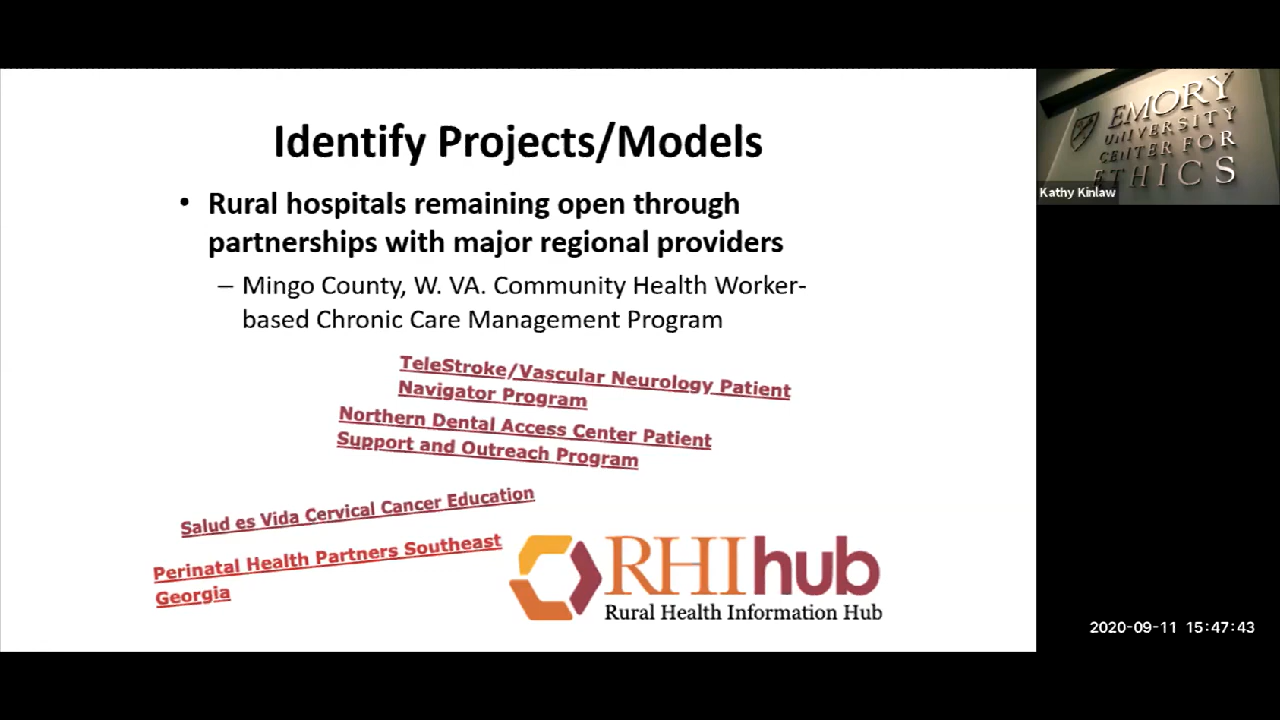 Identify Projects/Models
• Rural hospitals remaining open through
partnerships with major regional providers
– Mingo County, W. VA. Community Health Worker-
based Chronic Care Management Program
TeleStroke/Vascular Neurology Patient
Navigator Program
Northern Dental Access Center Patient
Support and Outreach Program
Salud es Vida Cervical Cancer Education
Perinatal Health Partners Southeast
Georgia
RHIhub
Rural Health Information Hub
EMORY
UNIVERSITY
CENTER FOR
ETHICS
Kathy Kinlaw
2020-09-11 15:47:43